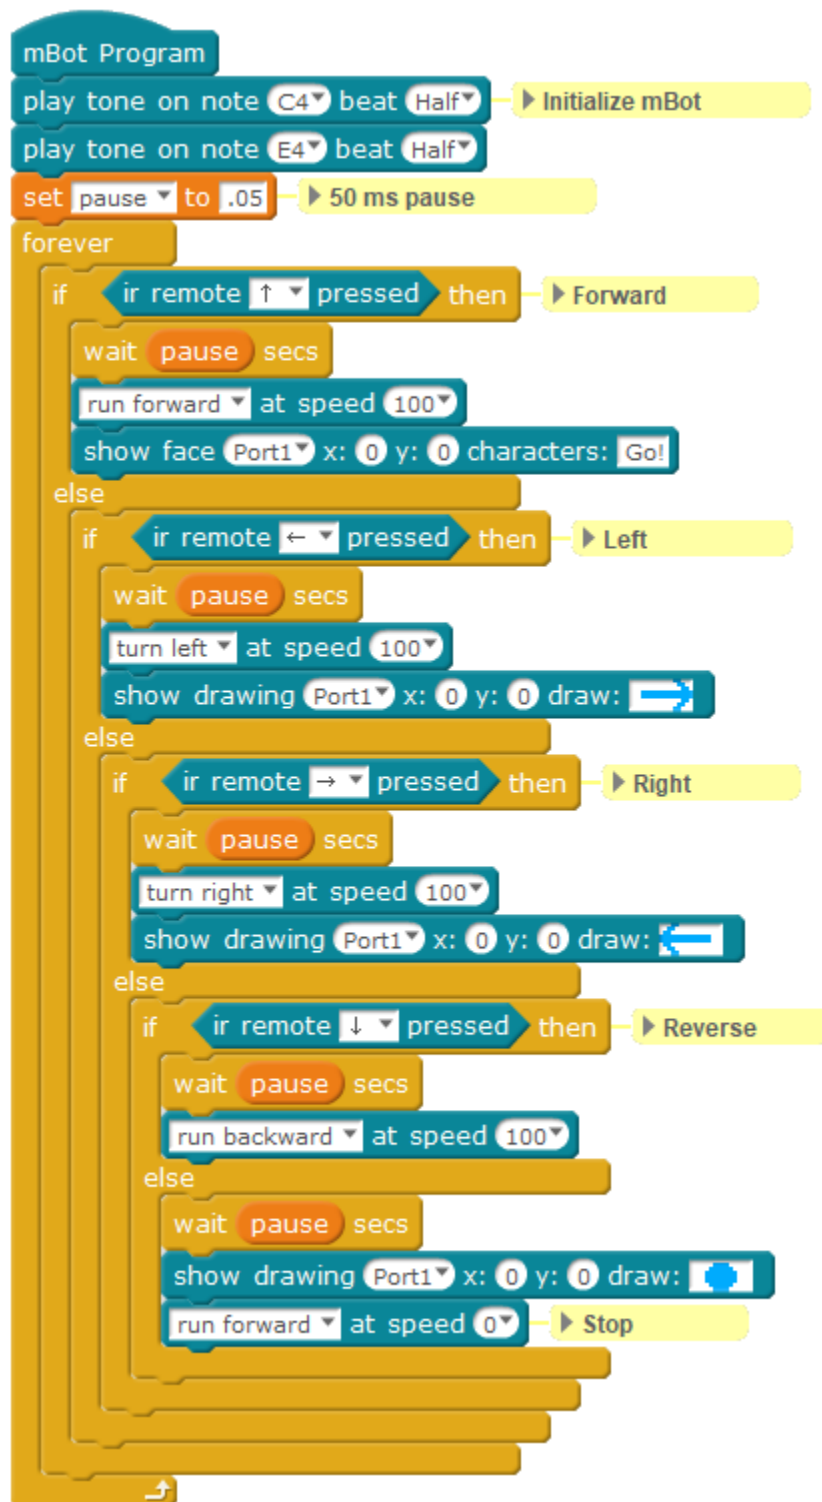 mBot Program
play tone on note C4 beat Half Initialize mBot
play tone on note E4 beat Half
set pause to .05 50 ms pause
forever
if ir remote ↑ pressed then Forward
wait pause secs
run forward at speed 100
show face Port1 x: 0 y: 0 characters: Go!
else
if ir remote ← pressed then Left
wait pause secs
turn left at speed 100
show drawing Port1 x: 0 y: 0 draw:
else
if ir remote → pressed then Right
wait pause secs
turn right at speed 100
show drawing Port1 x: 0 y: 0 draw:
else
if ir remote ↓ pressed then Reverse
wait pause secs
run backward at speed 100
else
wait pause secs
show drawing Port1 x: 0 y: 0 draw:
run forward at speed 0 Stop